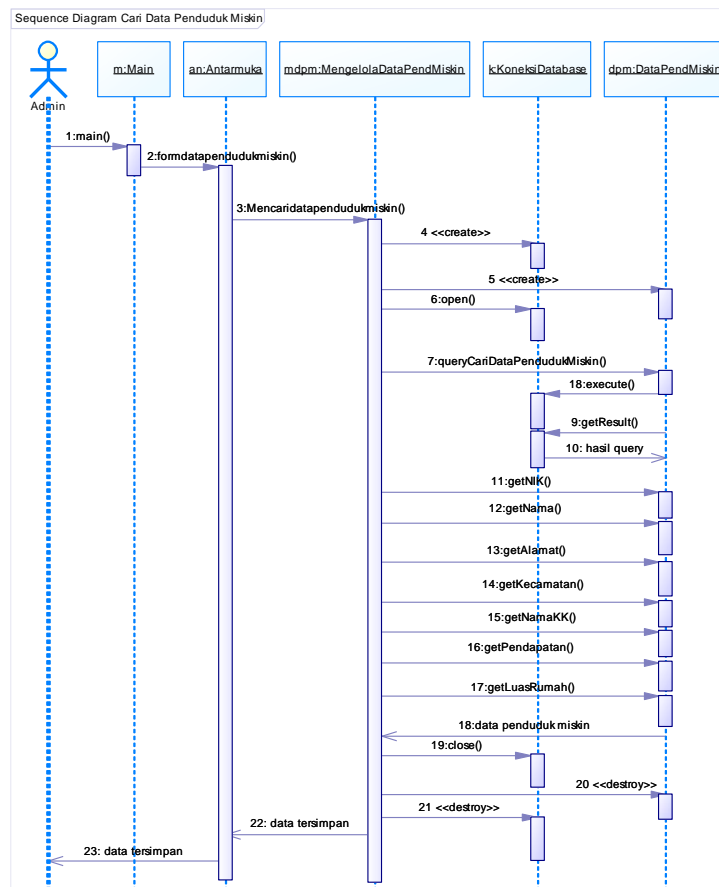 Sequence Diagram Cari Data Penduduk Miskin
m:Main
an:Antarmuka
mdpm:MengelolaDataPendMiskin
k:KoneksiDatabase
dpm:DataPendMiskin
Admin
1:main()
2:formdatapendudukmiskin()
3:Mencaridatapendudukmiskin()
4 <<create>>
5 <<create>>
6:open()
7:queryCariDataPendudukMiskin()
18:execute()
9:getResult()
10: hasil query
11:getNIK()
12:getNama()
13:getAlamat()
14:getKecamatan()
15:getNamaKK()
16:getPendapatan()
17:getLuasRumah()
18:data penduduk miskin
19:close()
20 <<destroy>>
21 <<destroy>>
22: data tersimpan
23: data tersimpan